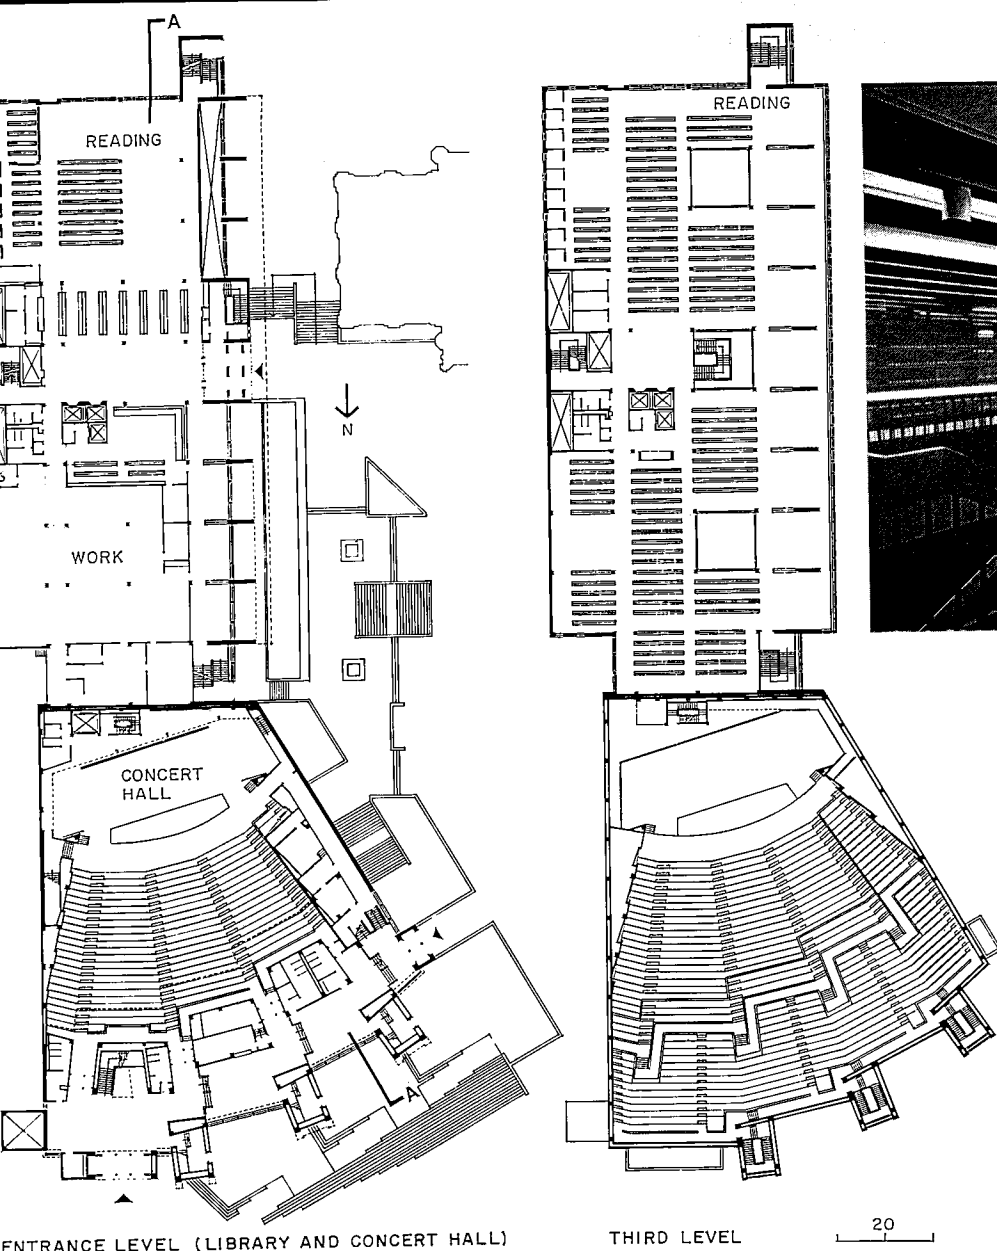 A
READING
READING
N
WORK
CONCERT
HALL
A
ENTRANCE LEVEL (LIBRARY AND CONCERT HALL)
THIRD LEVEL
20